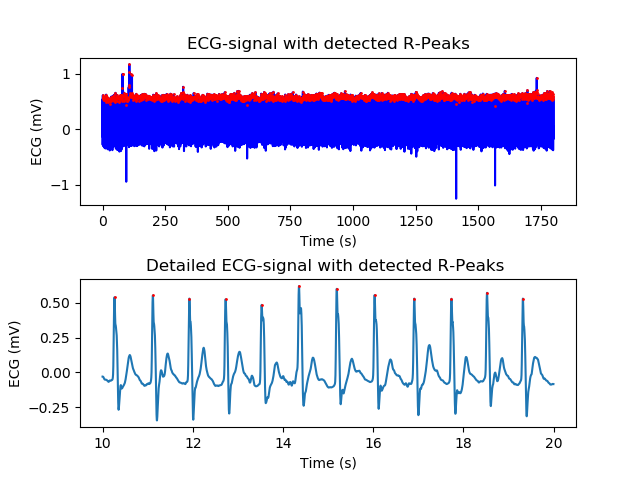 ECG-signal with detected R-Peaks
ECG (mV)
1
0
−1
0 250 500 750 1000 1250 1500 1750
Time (s)
Detailed ECG-signal with detected R-Peaks
ECG (mV)
0.50
0.25
0.00
−0.25
10 12 14 16 18 20
Time (s)